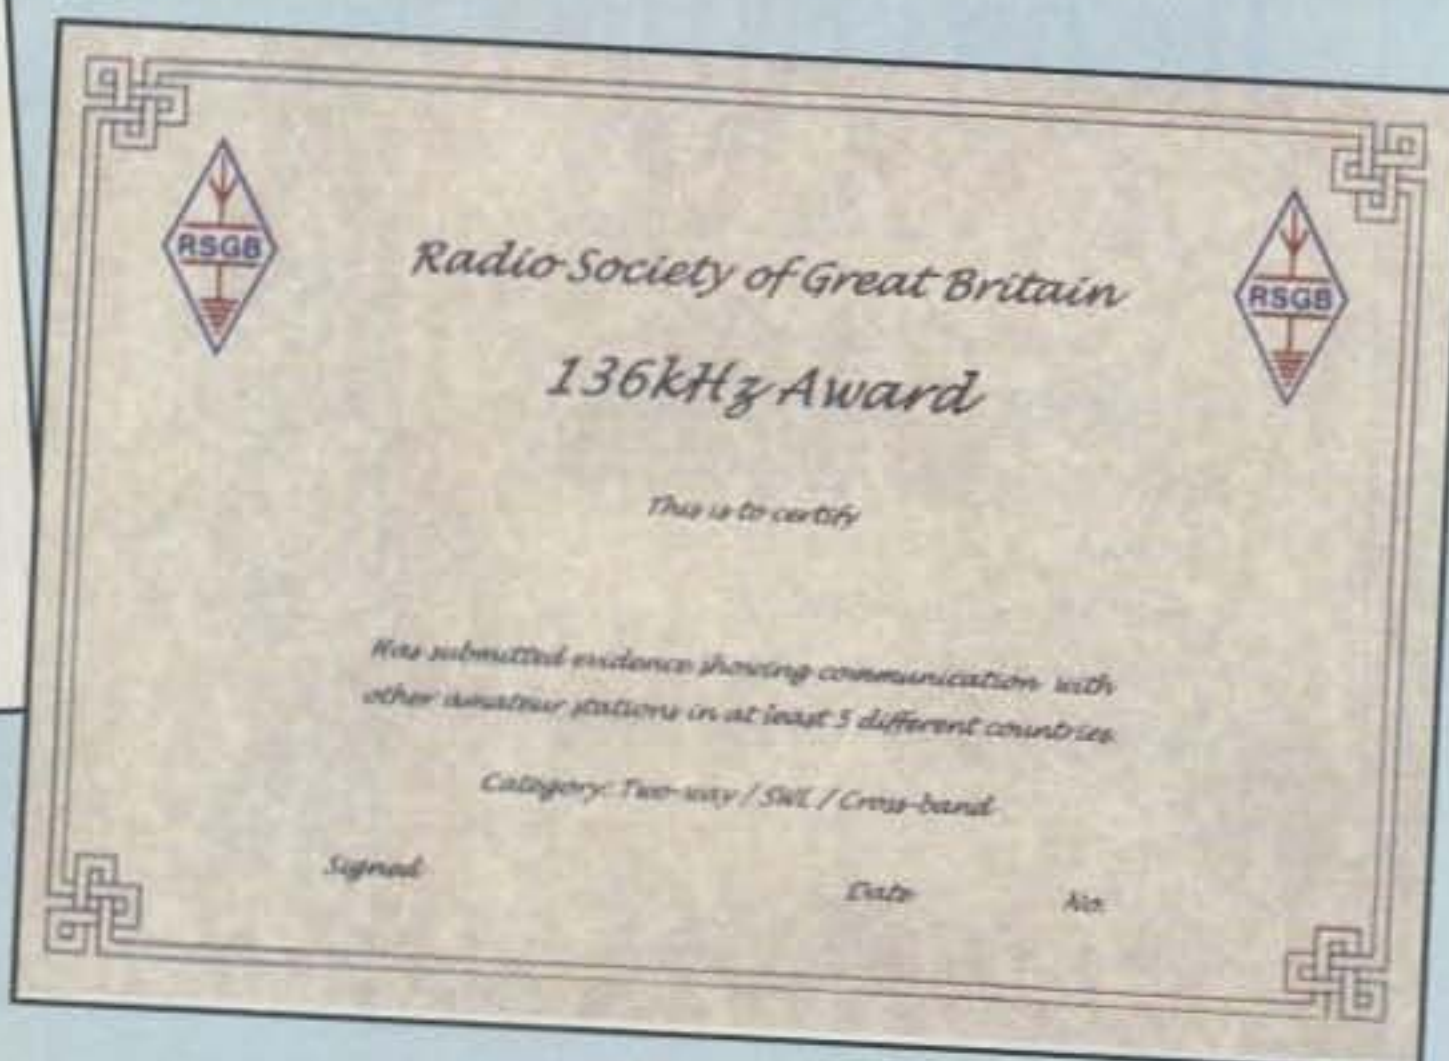 RSGB
RSGB
Radio Society of Great Britain
136kHz Award
This is to certify
Has submitted evidence showing communication with
other amateur stations in at least 5 different countries
Category: Two-way / SWL / Cross-band
Signed
Date No.